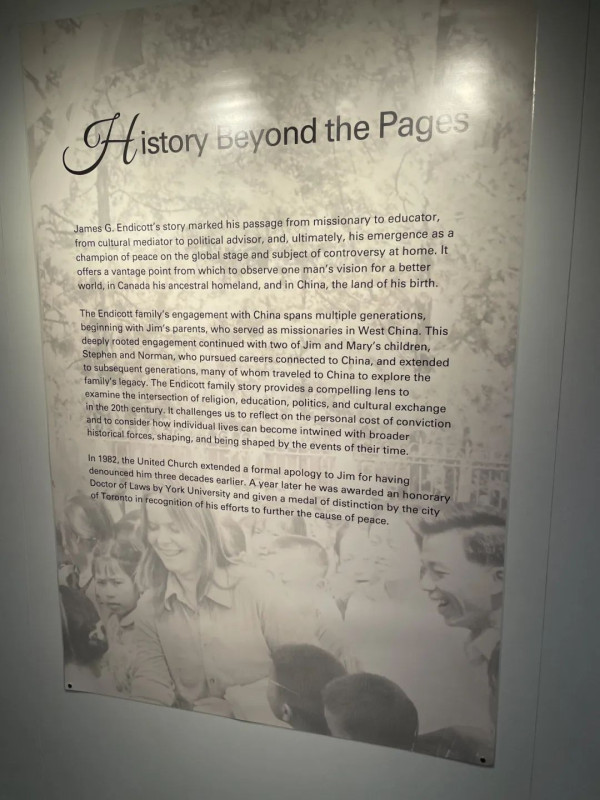 History Beyond the Pages
James G. Endicott's story marked his passage from missionary to educator,
from cultural mediator to political advisor, and, ultimately, his emergence as a
champion of peace on the global stage and subject of controversy at home. It
offers a vantage point from which to observe one man's vision for a better
world, in Canada his ancestral homeland, and in China, the land of his birth.
The Endicott family's engagement with China spans multiple generations,
beginning with Jim's parents, who served as missionaries in West China. This
deeply rooted engagement continued with two of Jim and Mary's children,
Stephen and Norman, who pursued careers connected to China, and extended
to subsequent generations, many of whom traveled to China to explore the
family's legacy. The Endicott family story provides a compelling lens to
examine the intersection of religion, education, politics, and cultural exchange
in the 20th century. It challenges us to reflect on the personal cost of conviction
and to consider how individual lives can become intwined with broader
historical forces, shaping, and being shaped by the events of their time.
In 1982, the United Church extended a formal apology to Jim for having
denounced him three decades earlier. A year later he was awarded an honorary
Doctor of Laws by York University and given a medal of distinction by the city
of Toronto in recognition of his efforts to further the cause of peace.